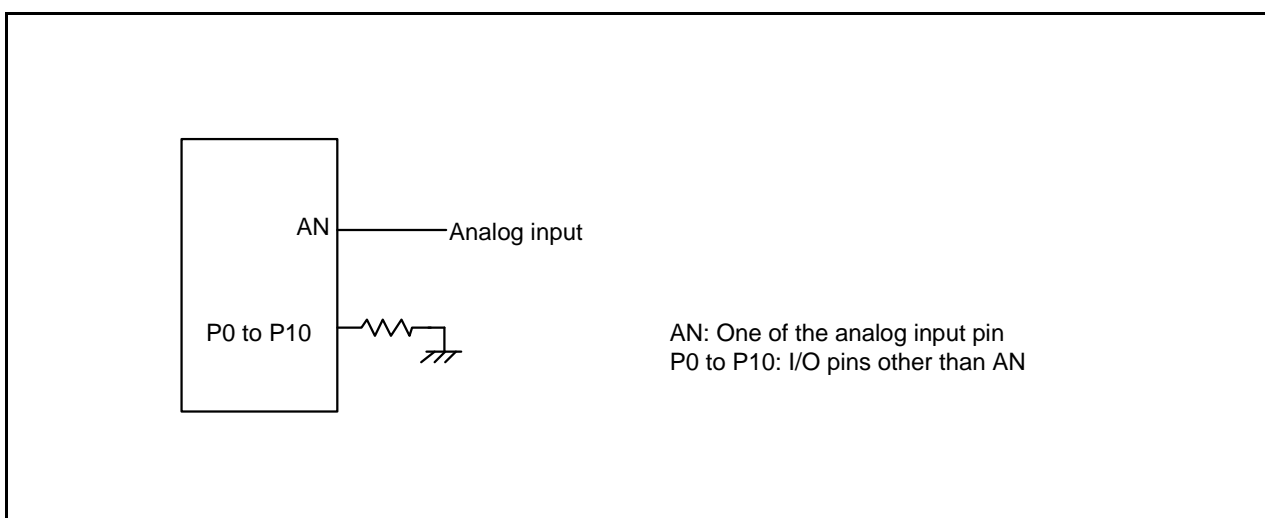 AN
Analog input
P0 to P10
AN: One of the analog input pin
P0 to P10: I/O pins other than AN